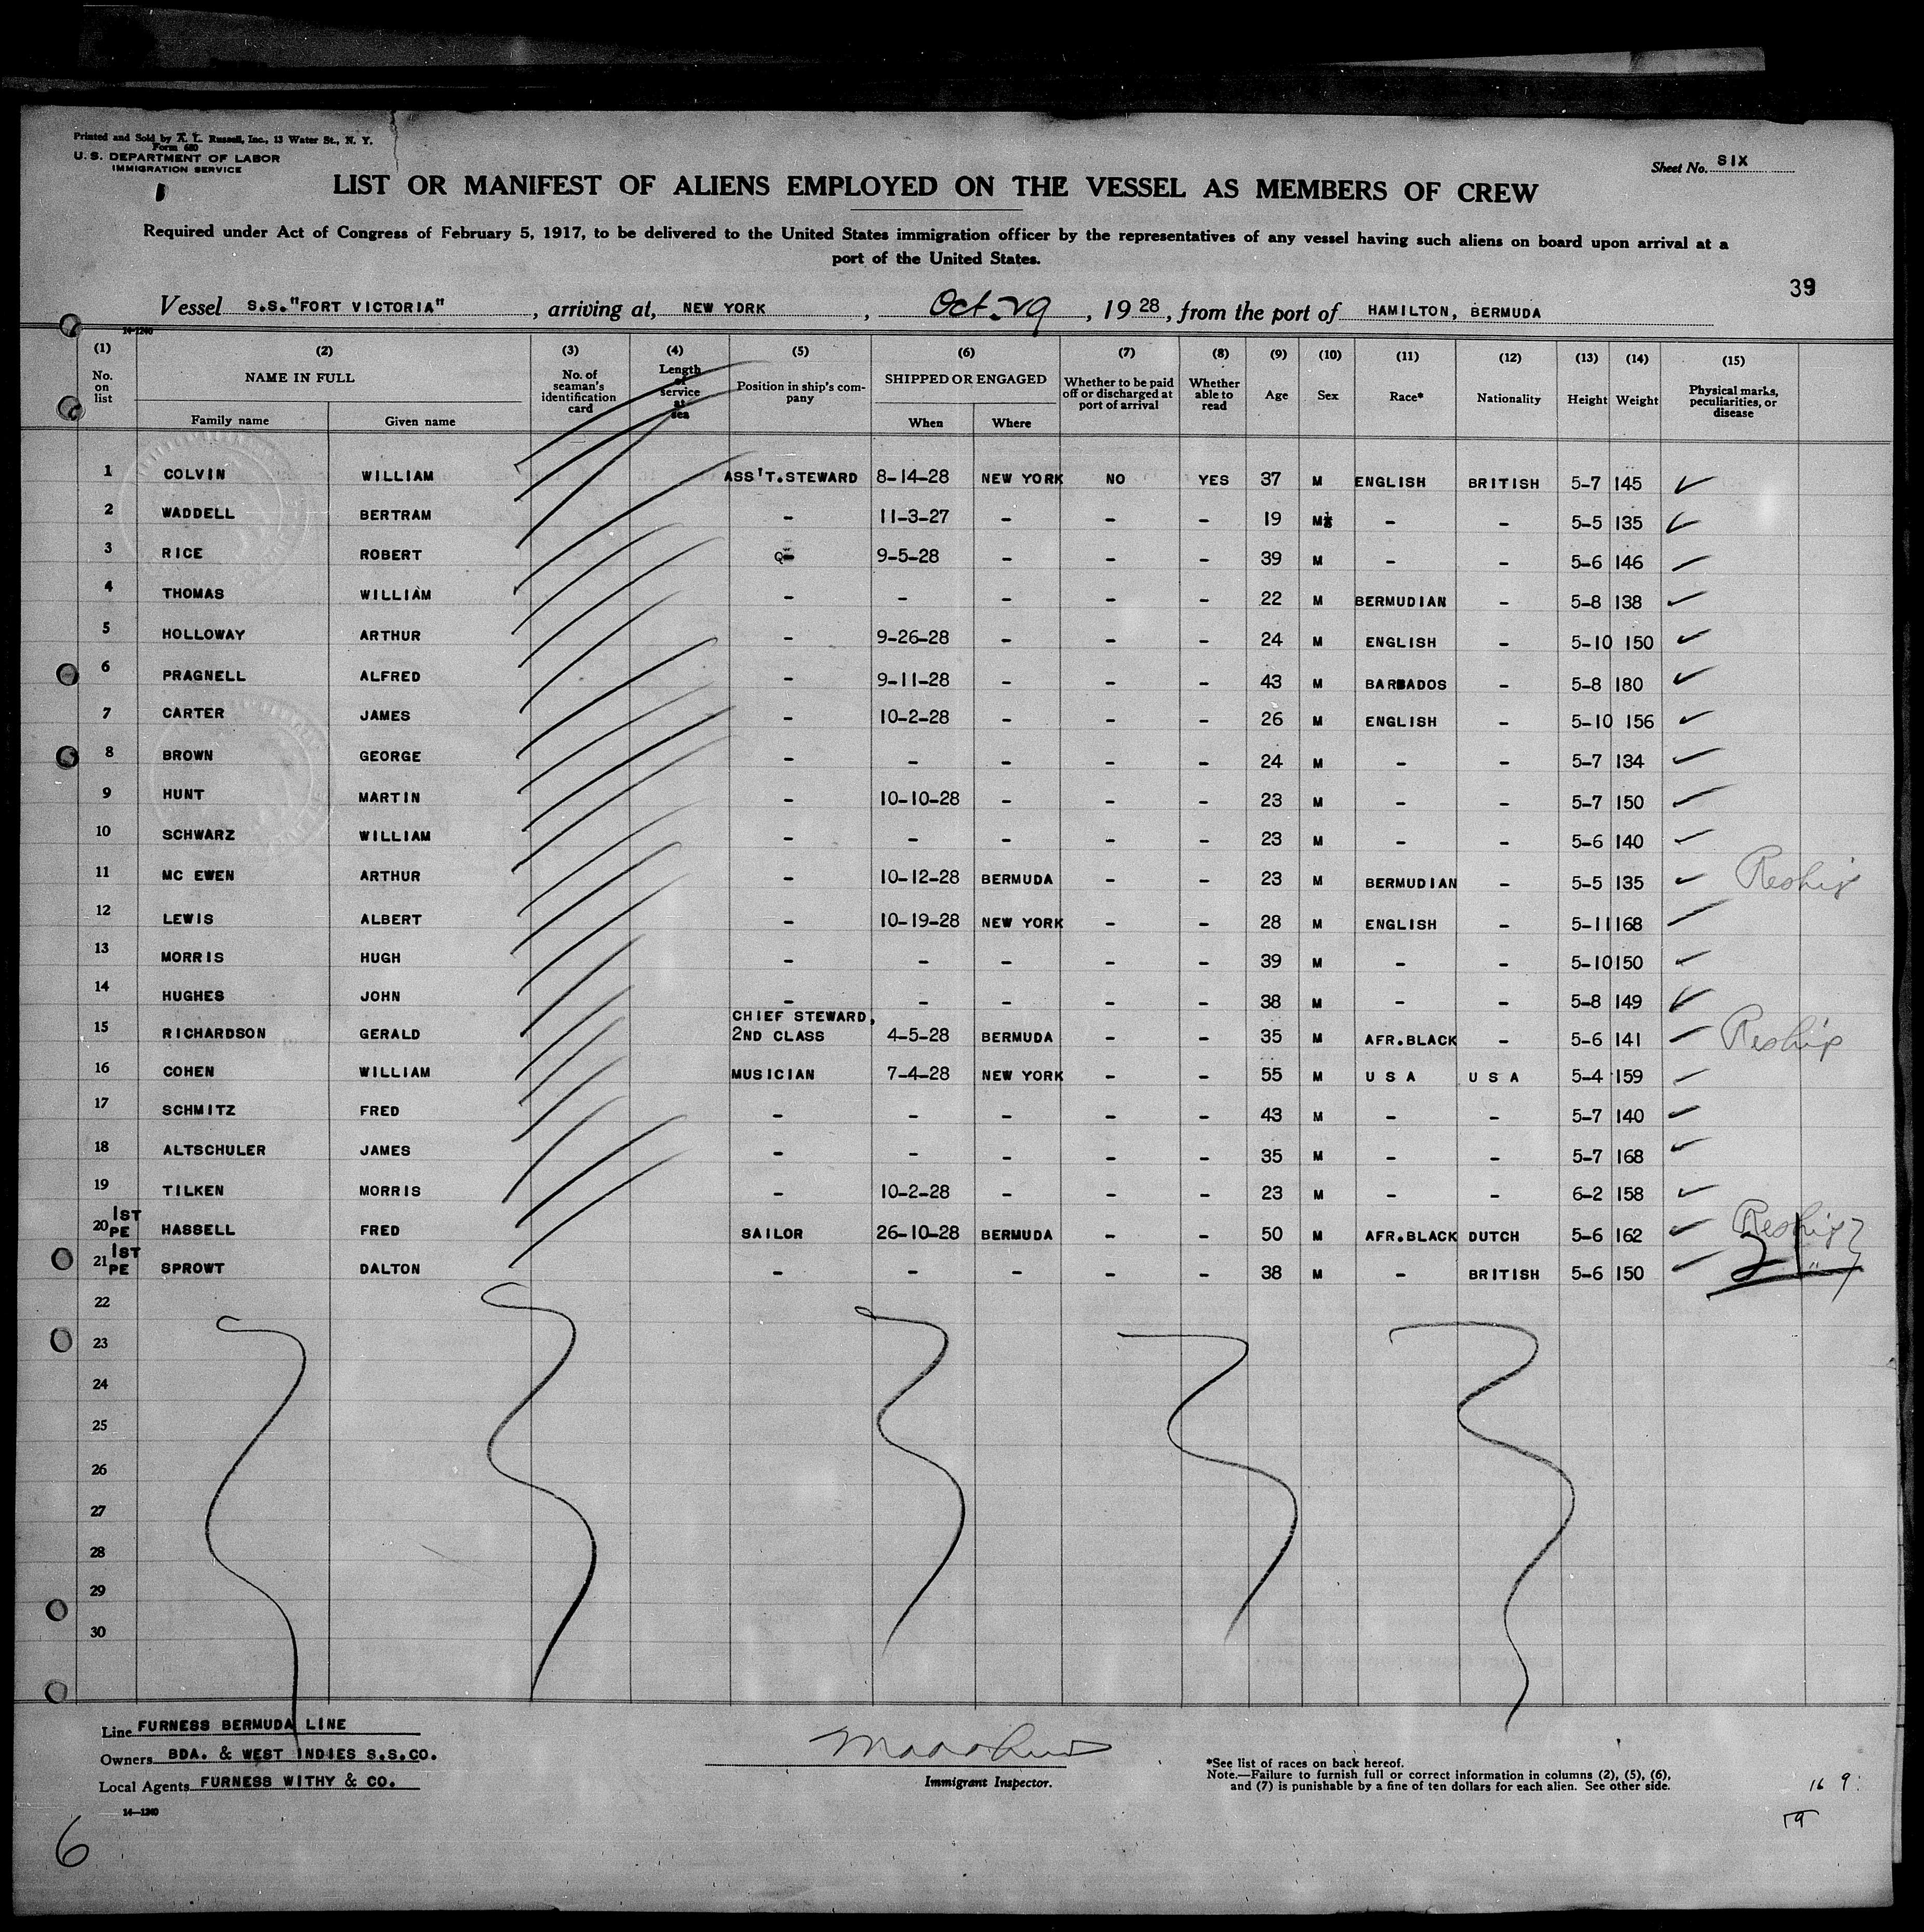 Printed and Sold by A. L. Russell, Inc., 13 Water St., N. Y.
Form 680
U. S. DEPARTMENT OF LABOR
IMMIGRATION SERVICE
Sheet No. SIX
LIST OR MANIFEST OF ALIENS EMPLOYED ON THE VESSEL AS MEMBERS OF CREW
Required under Act of Congress of February 5, 1917, to be delivered to the United States immigration officer by the representatives of any vessel having such aliens on board upon arrival at a
port of the United States.
39
Vessel S.S."FORT VICTORIA", arriving at, NEW YORK, Oct-29, 1928, from the port of HAMILTON, BERMUDA
14-1240
(1) (2) (3) (4) (5) (6) (7) (8) (9) (10) (11) (12) (13) (14) (15)
No. on list NAME IN FULL No. of seaman's identification card Length of service at sea Position in ship's company SHIPPED OR ENGAGED Whether to be paid off or discharged at port of arrival Whether able to read Age Sex Race* Nationality Height Weight Physical marks, peculiarities, or disease
Family name Given name When Where
1 COLVIN WILLIAM ASS'T.STEWARD 8-14-28 NEW YORK NO YES 37 M ENGLISH BRITISH 5-7 145
2 WADDELL BERTRAM - 11-3-27 - - - 19 M - - 5-5 135
3 RICE ROBERT - 9-5-28 - - - 39 M - - 5-6 146
4 THOMAS WILLIAM - - - - - 22 M BERMUDIAN - 5-8 138
5 HOLLOWAY ARTHUR - 9-26-28 - - - 24 M ENGLISH - 5-10 150
6 PRAGNELL ALFRED - 9-11-28 - - - 43 M BARBADOS - 5-8 180
7 CARTER JAMES - 10-2-28 - - - 26 M ENGLISH - 5-10 156
8 BROWN GEORGE - - - - - 24 M - - 5-7 134
9 HUNT MARTIN - 10-10-28 - - - 23 M - - 5-7 150
10 SCHWARZ WILLIAM - - - - - 23 M - - 5-6 140
11 MC EWEN ARTHUR - 10-12-28 BERMUDA - - 23 M BERMUDIAN - 5-5 135 Reship
12 LEWIS ALBERT - 10-19-28 NEW YORK - - 28 M ENGLISH - 5-11 168
13 MORRIS HUGH - - - - - 39 M - - 5-10 150
14 HUGHES JOHN - - - - - 38 M - - 5-8 149
15 RICHARDSON GERALD CHIEF STEWARD, 2ND CLASS 4-5-28 BERMUDA - - 35 M AFR.BLACK - 5-6 141 Reship
16 COHEN WILLIAM MUSICIAN 7-4-28 NEW YORK - - 55 M U S A U S A 5-4 159
17 SCHMITZ FRED - - - - - 43 M - - 5-7 140
18 ALTSCHULER JAMES - - - - - 35 M - - 5-7 168
19 TILKEN MORRIS - 10-2-28 - - - 23 M - - 6-2 158
20 1ST PE HASSELL FRED SAILOR 26-10-28 BERMUDA - - 50 M AFR.BLACK DUTCH 5-6 162 Reship
21 1ST PE SPROWT DALTON - - - - - 38 M - BRITISH 5-6 150 "
21
22
23
24
25
26
27
28
29
30
Line FURNESS BERMUDA LINE
Owners BDA. & WEST INDIES S.S.CO.
Local Agents FURNESS WITHY & CO.
14-1240
Immigrant Inspector.
*See list of races on back hereof.
Note.—Failure to furnish full or correct information in columns (2), (5), (6),
and (7) is punishable by a fine of ten dollars for each alien. See other side.
16 9
6